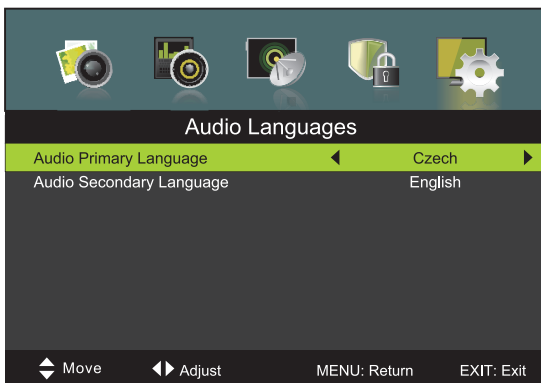 Audio Languages
Audio Primary Language Czech
Audio Secondary Language English
Move Adjust MENU: Return EXIT: Exit